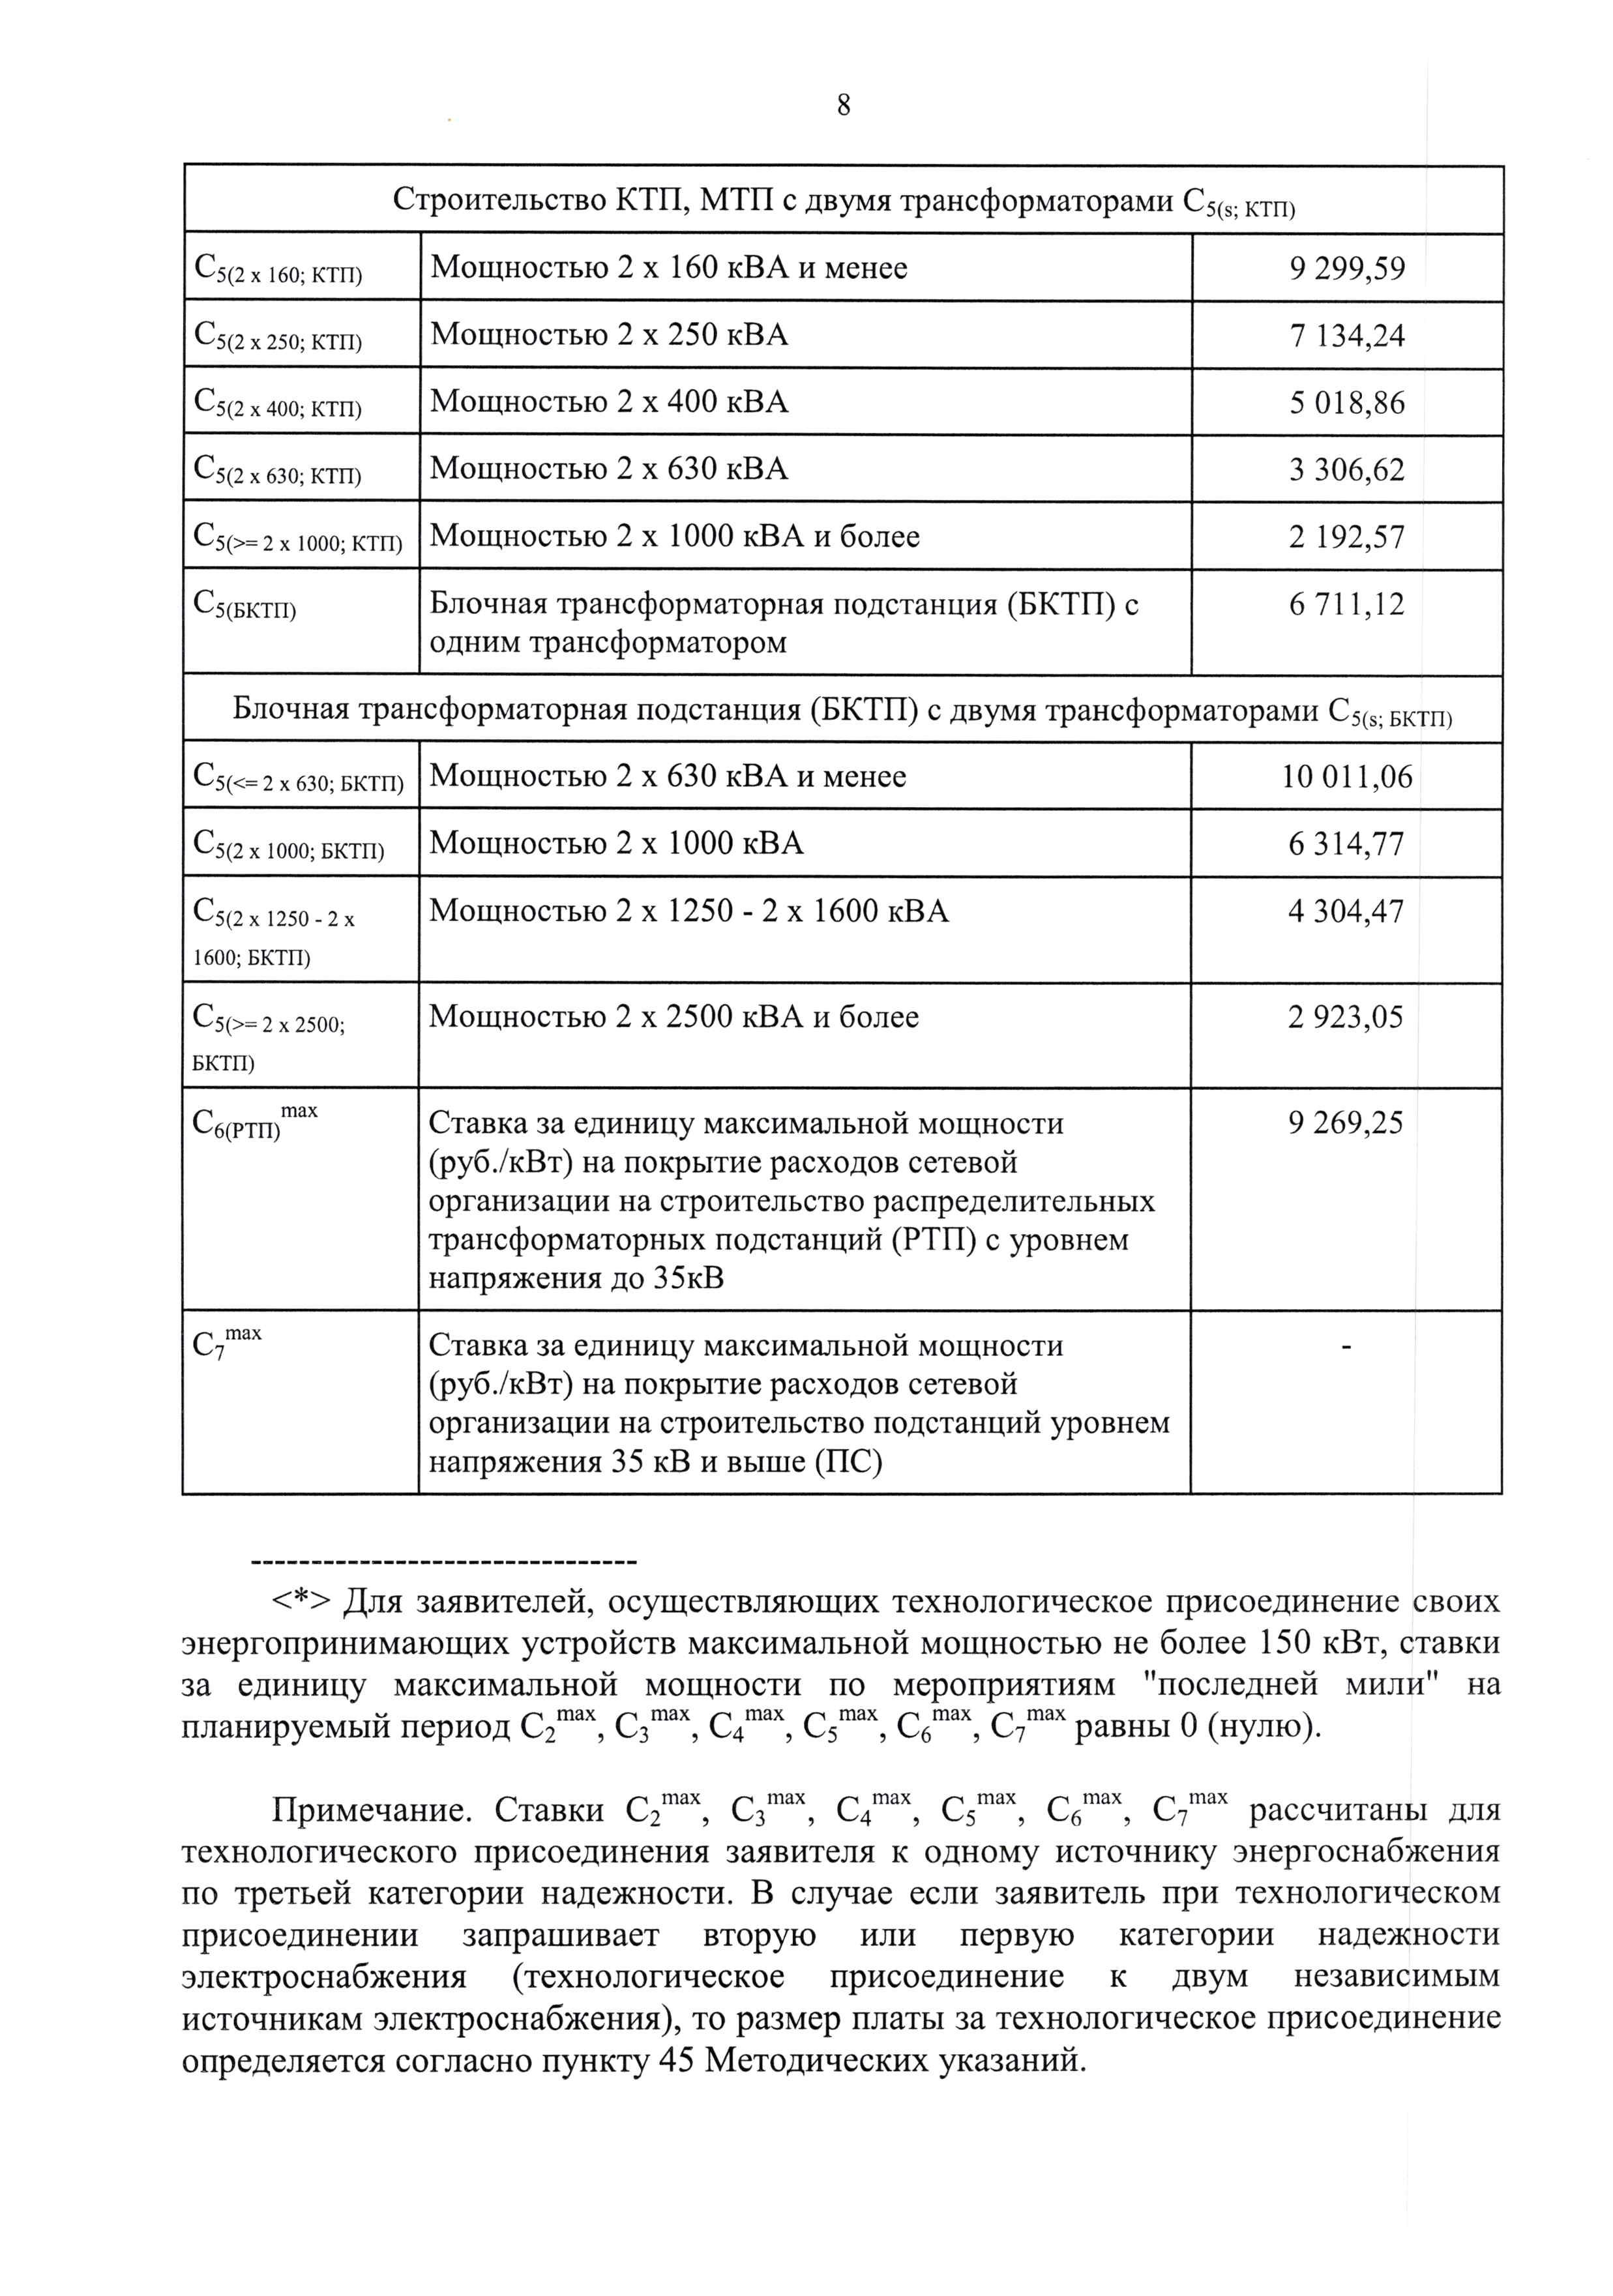 8
Строительство КТП, МТП с двумя трансформаторами С5(s; КТП)
С5(2 х 160; КТП) Мощностью 2 х 160 кВА и менее 9 299,59
С5(2 х 250; КТП) Мощностью 2 х 250 кВА 7 134,24
С5(2 х 400; КТП) Мощностью 2 х 400 кВА 5 018,86
С5(2 х 630; КТП) Мощностью 2 х 630 кВА 3 306,62
С5(>= 2 х 1000; КТП) Мощностью 2 х 1000 кВА и более 2 192,57
С5(БКТП) Блочная трансформаторная подстанция (БКТП) с 6 711,12
одним трансформатором
Блочная трансформаторная подстанция (БКТП) с двумя трансформаторами С5(s; БКТП)
С5(<= 2 х 630; БКТП) Мощностью 2 х 630 кВА и менее 10 011,06
С5(2 х 1000; БКТП) Мощностью 2 х 1000 кВА 6 314,77
С5(2 х 1250 - 2 х Мощностью 2 х 1250 - 2 х 1600 кВА 4 304,47
1600; БКТП)
С5(>= 2 х 2500; Мощностью 2 х 2500 кВА и более 2 923,05
БКТП)
С6(РТП)max Ставка за единицу максимальной мощности 9 269,25
(руб./кВт) на покрытие расходов сетевой
организации на строительство распределительных
трансформаторных подстанций (РТП) с уровнем
напряжения до 35кВ
С7max Ставка за единицу максимальной мощности -
(руб./кВт) на покрытие расходов сетевой
организации на строительство подстанций уровнем
напряжения 35 кВ и выше (ПС)
--------------------------------
<*> Для заявителей, осуществляющих технологическое присоединение своих
энергопринимающих устройств максимальной мощностью не более 150 кВт, ставки
за единицу максимальной мощности по мероприятиям "последней мили" на
планируемый период С2max, С3max, С4max, С5max, С6max, С7max равны 0 (нулю).
Примечание. Ставки С2max, С3max, С4max, С5max, С6max, С7max рассчитаны для
технологического присоединения заявителя к одному источнику энергоснабжения
по третьей категории надежности. В случае если заявитель при технологическом
присоединении запрашивает вторую или первую категории надежности
электроснабжения (технологическое присоединение к двум независимым
источникам электроснабжения), то размер платы за технологическое присоединение
определяется согласно пункту 45 Методических указаний.